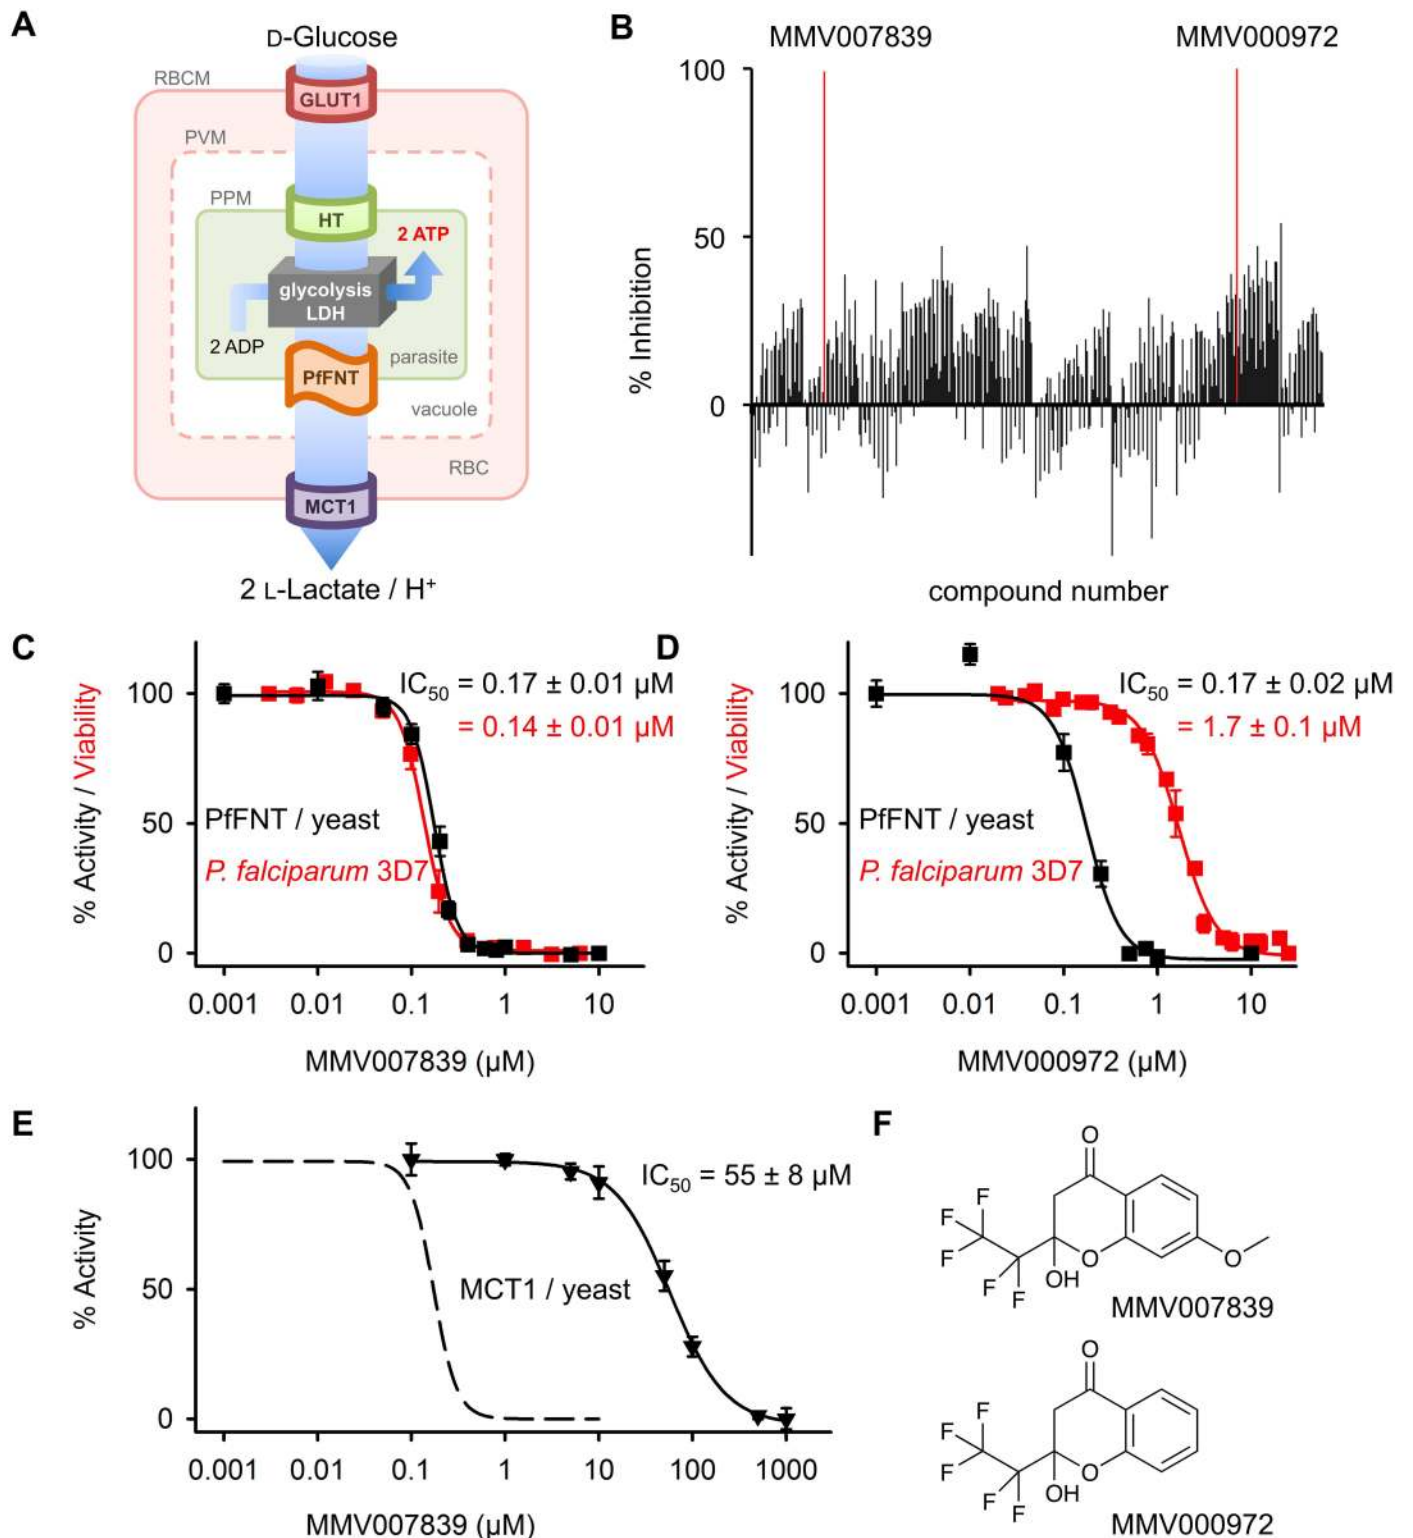 A
D-Glucose
RBCM
GLUT1
PVM
PPM
HT
2 ATP
glycolysis
LDH
2 ADP
parasite
PfFNT
vacuole
RBC
MCT1
2 L-Lactate / H⁺
B
MMV007839
MMV000972
100
50
0
% Inhibition
compound number
C
100
50
0
% Activity / Viability
IC₅₀ = 0.17 ± 0.01 µM
= 0.14 ± 0.01 µM
PfFNT / yeast
P. falciparum 3D7
0.001
0.01
0.1
1
10
MMV007839 (µM)
D
100
50
0
% Activity / Viability
IC₅₀ = 0.17 ± 0.02 µM
= 1.7 ± 0.1 µM
PfFNT / yeast
P. falciparum 3D7
0.001
0.1
1
10
MMV000972 (µM)
E
100
50
0
% Activity
IC₅₀ = 55 ± 8 µM
MCT1 / yeast
0.001
0.01
0.1
1
10
100
1000
MMV007839 (µM)
F
O
F
F
F
F
F
O
OH
O
MMV007839
O
F
F
F
F
F
O
OH
MMV000972